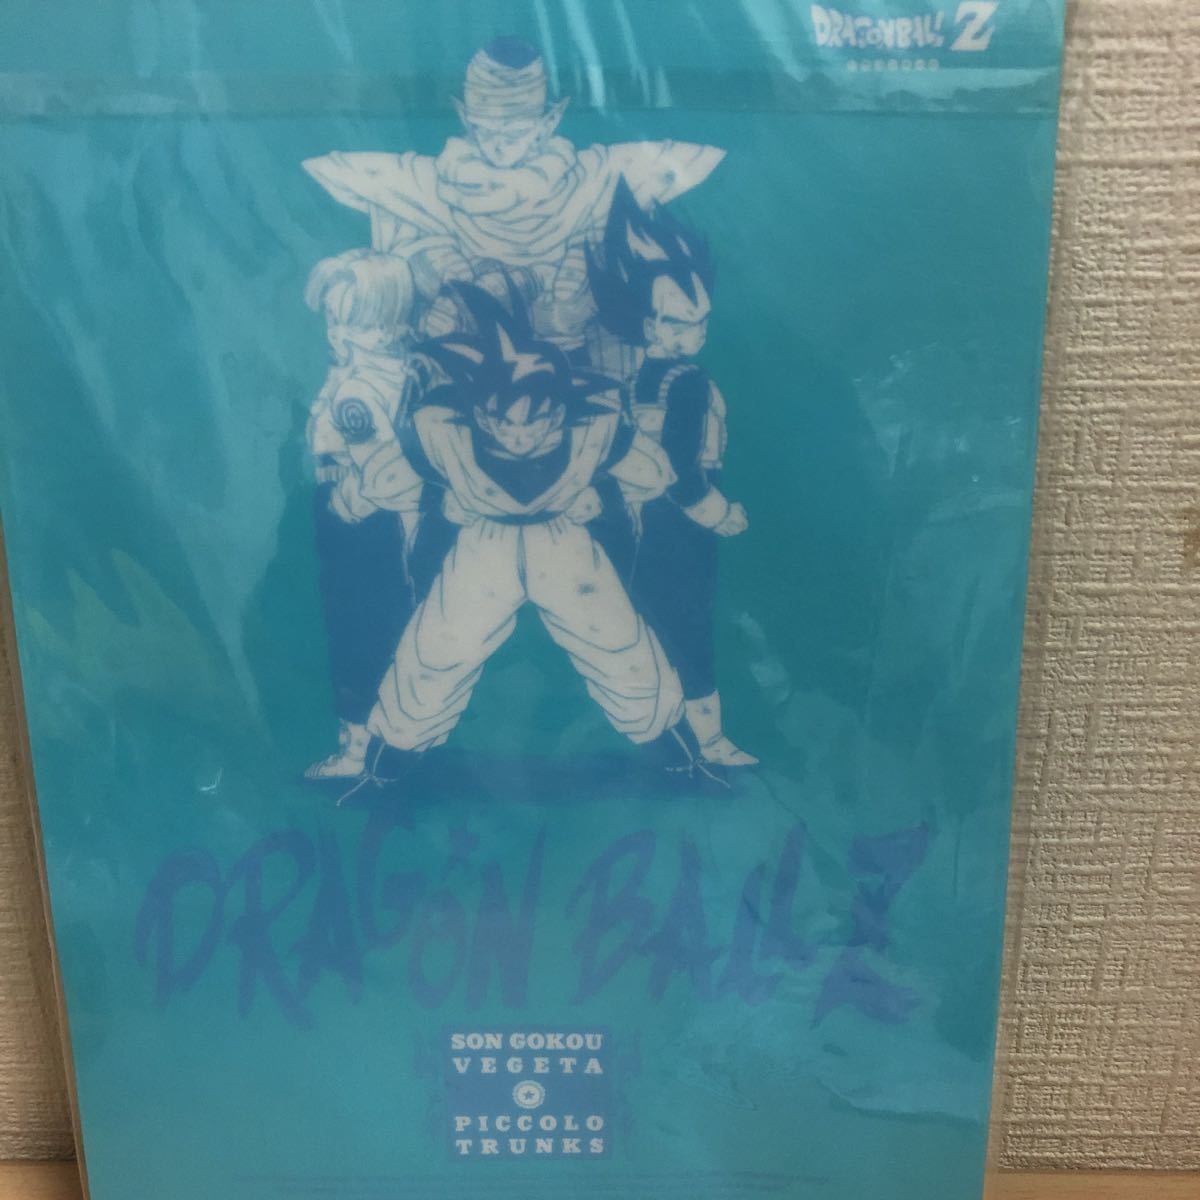 DRAGON BALL Z
DRAGON BALL Z
SON GOKOU
VEGETA
PICCOLO
TRUNKS